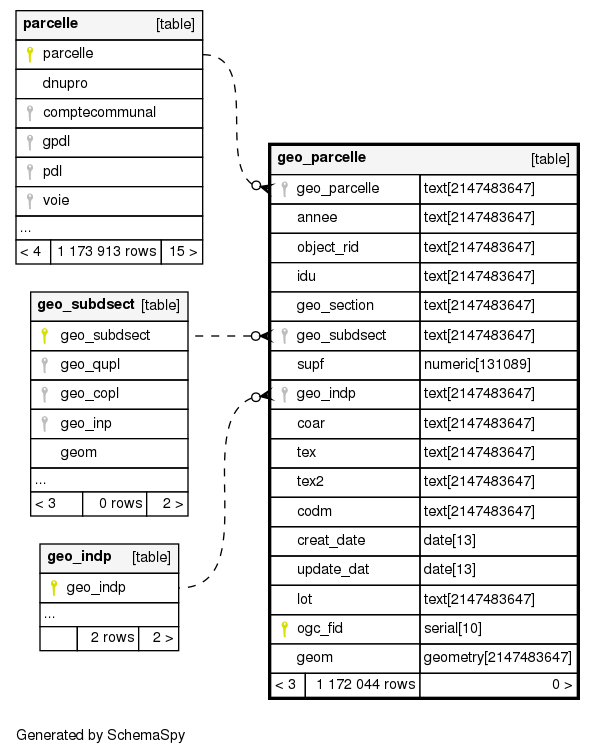 parcelle [table]
parcelle
dnupro
comptecommunal
gpdl
pdl
voie
...
< 4 1 173 913 rows 15 >
geo_subdsect [table]
geo_subdsect
geo_qupl
geo_copl
geo_inp
geom
...
< 3 0 rows 2 >
geo_indp [table]
geo_indp
...
2 rows 2 >
geo_parcelle [table]
geo_parcelle text[2147483647]
annee text[2147483647]
object_rid text[2147483647]
idu text[2147483647]
geo_section text[2147483647]
geo_subdsect text[2147483647]
supf numeric[131089]
geo_indp text[2147483647]
coar text[2147483647]
tex text[2147483647]
tex2 text[2147483647]
codm text[2147483647]
creat_date date[13]
update_dat date[13]
lot text[2147483647]
ogc_fid serial[10]
geom geometry[2147483647]
< 3 1 172 044 rows 0 >
Generated by SchemaSpy